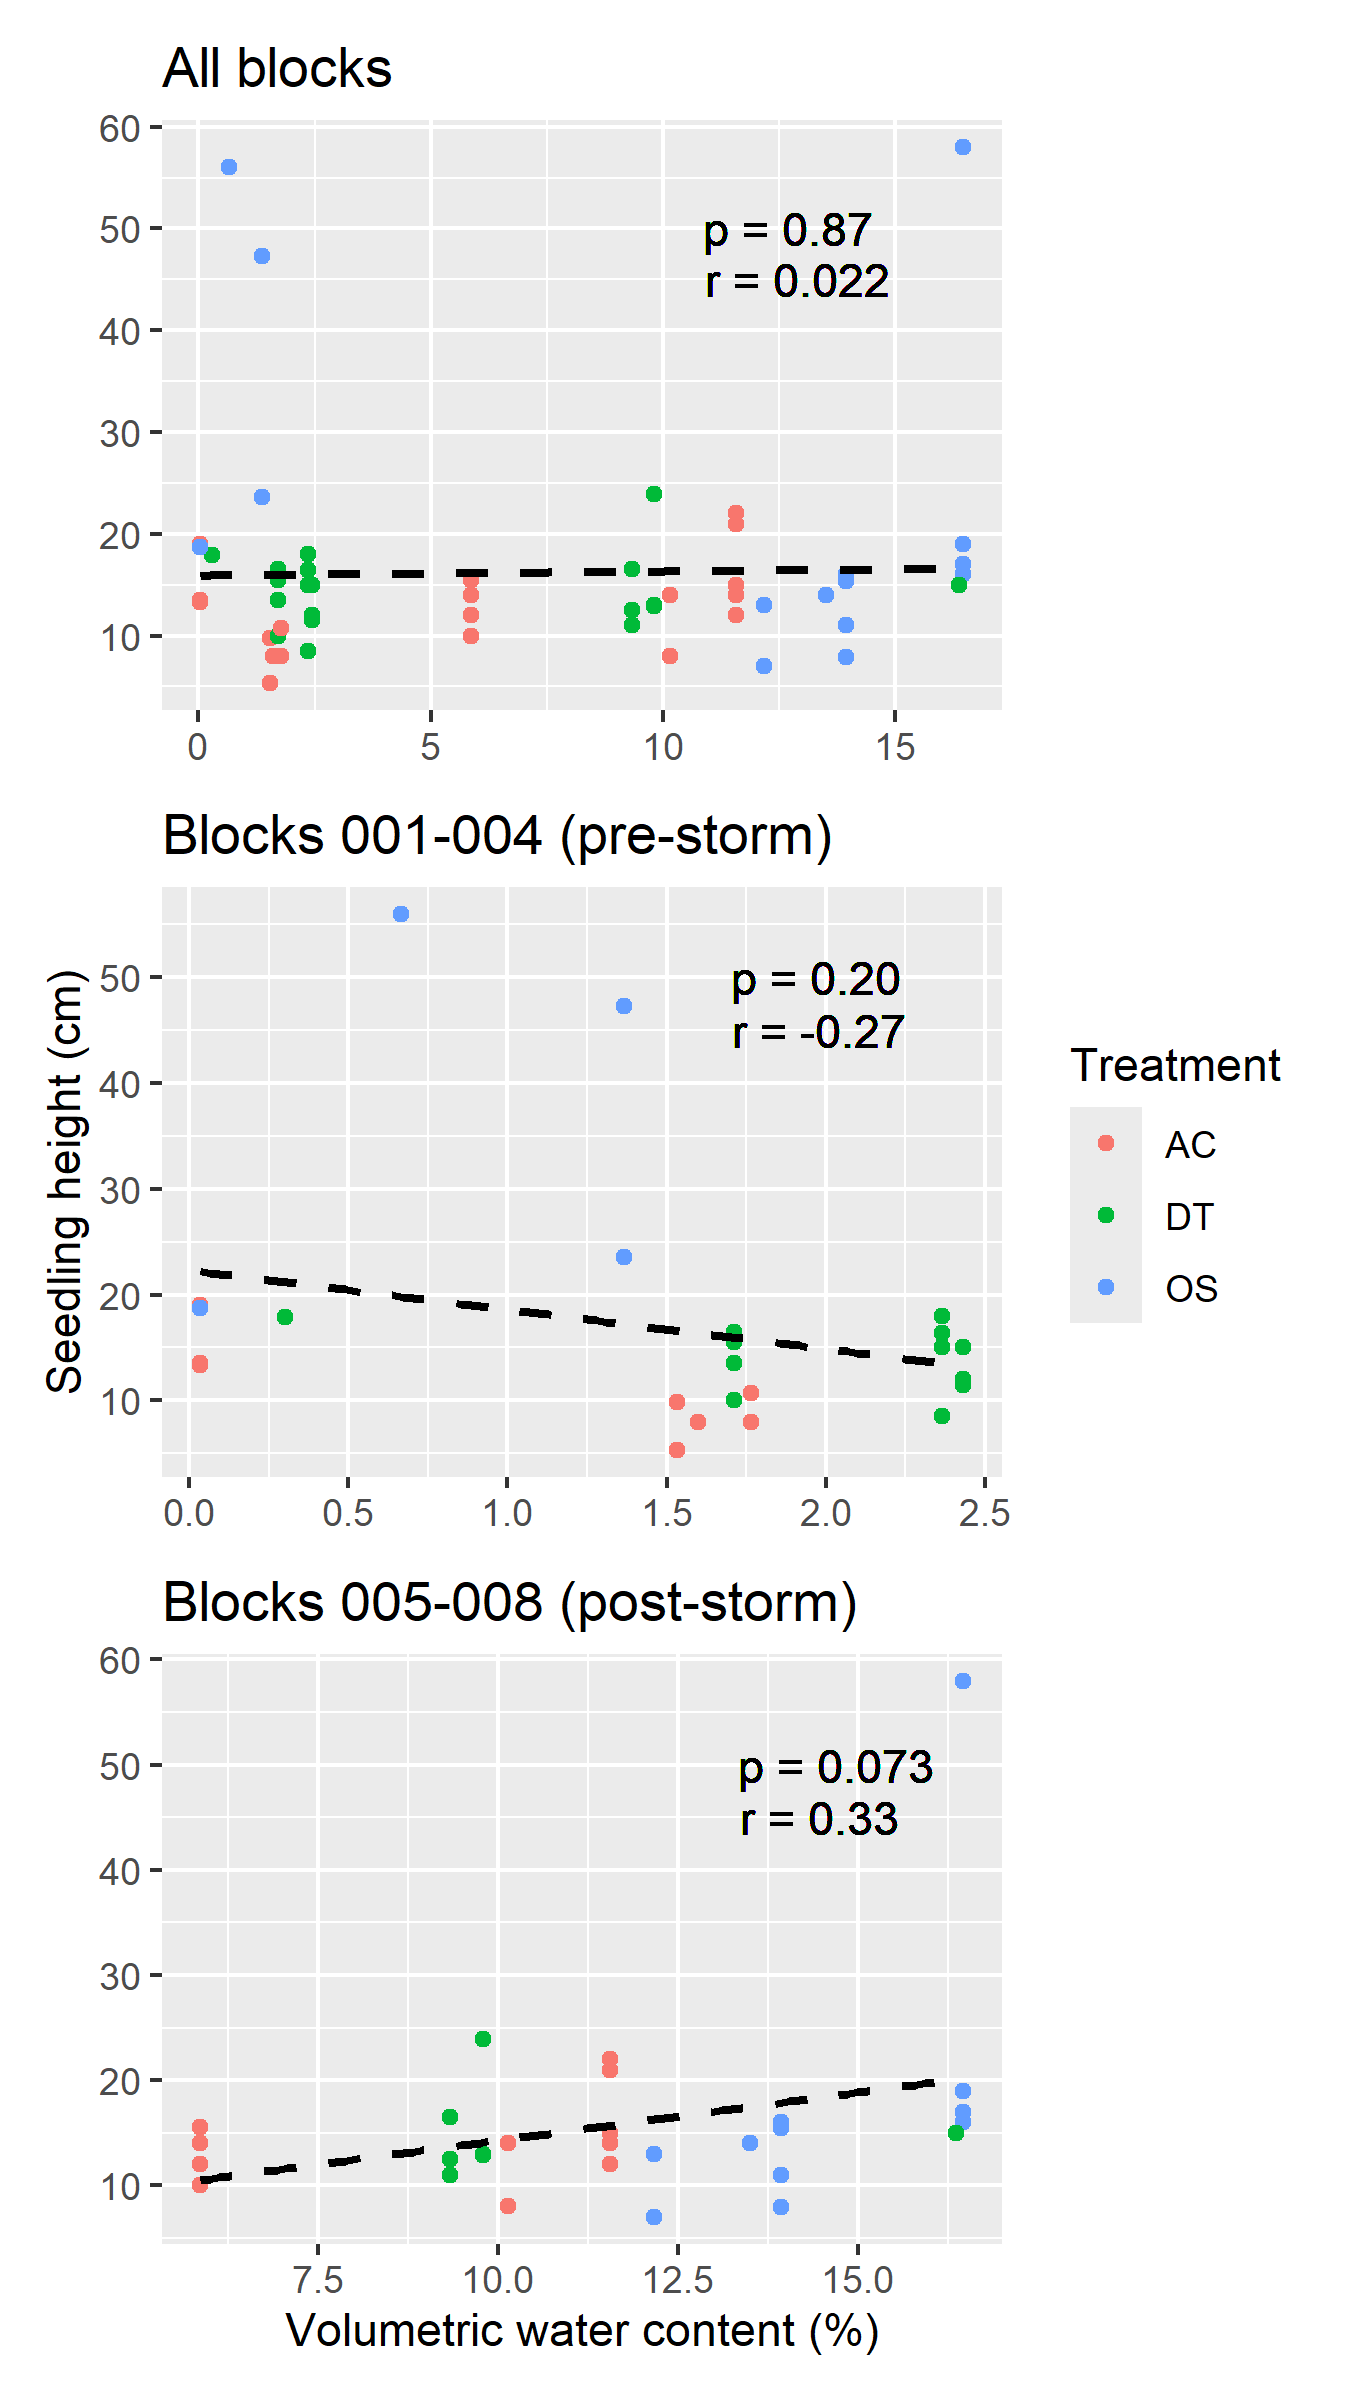 All blocks
60
50
40
30
20
10
p = 0.87
r = 0.022
0 5 10 15
Blocks 001-004 (pre-storm)
50
40
30
20
10
p = 0.20
r = -0.27
0.0 0.5 1.0 1.5 2.0 2.5
Seedling height (cm)
Treatment
AC
DT
OS
Blocks 005-008 (post-storm)
60
50
40
30
20
10
p = 0.073
r = 0.33
7.5 10.0 12.5 15.0
Volumetric water content (%)